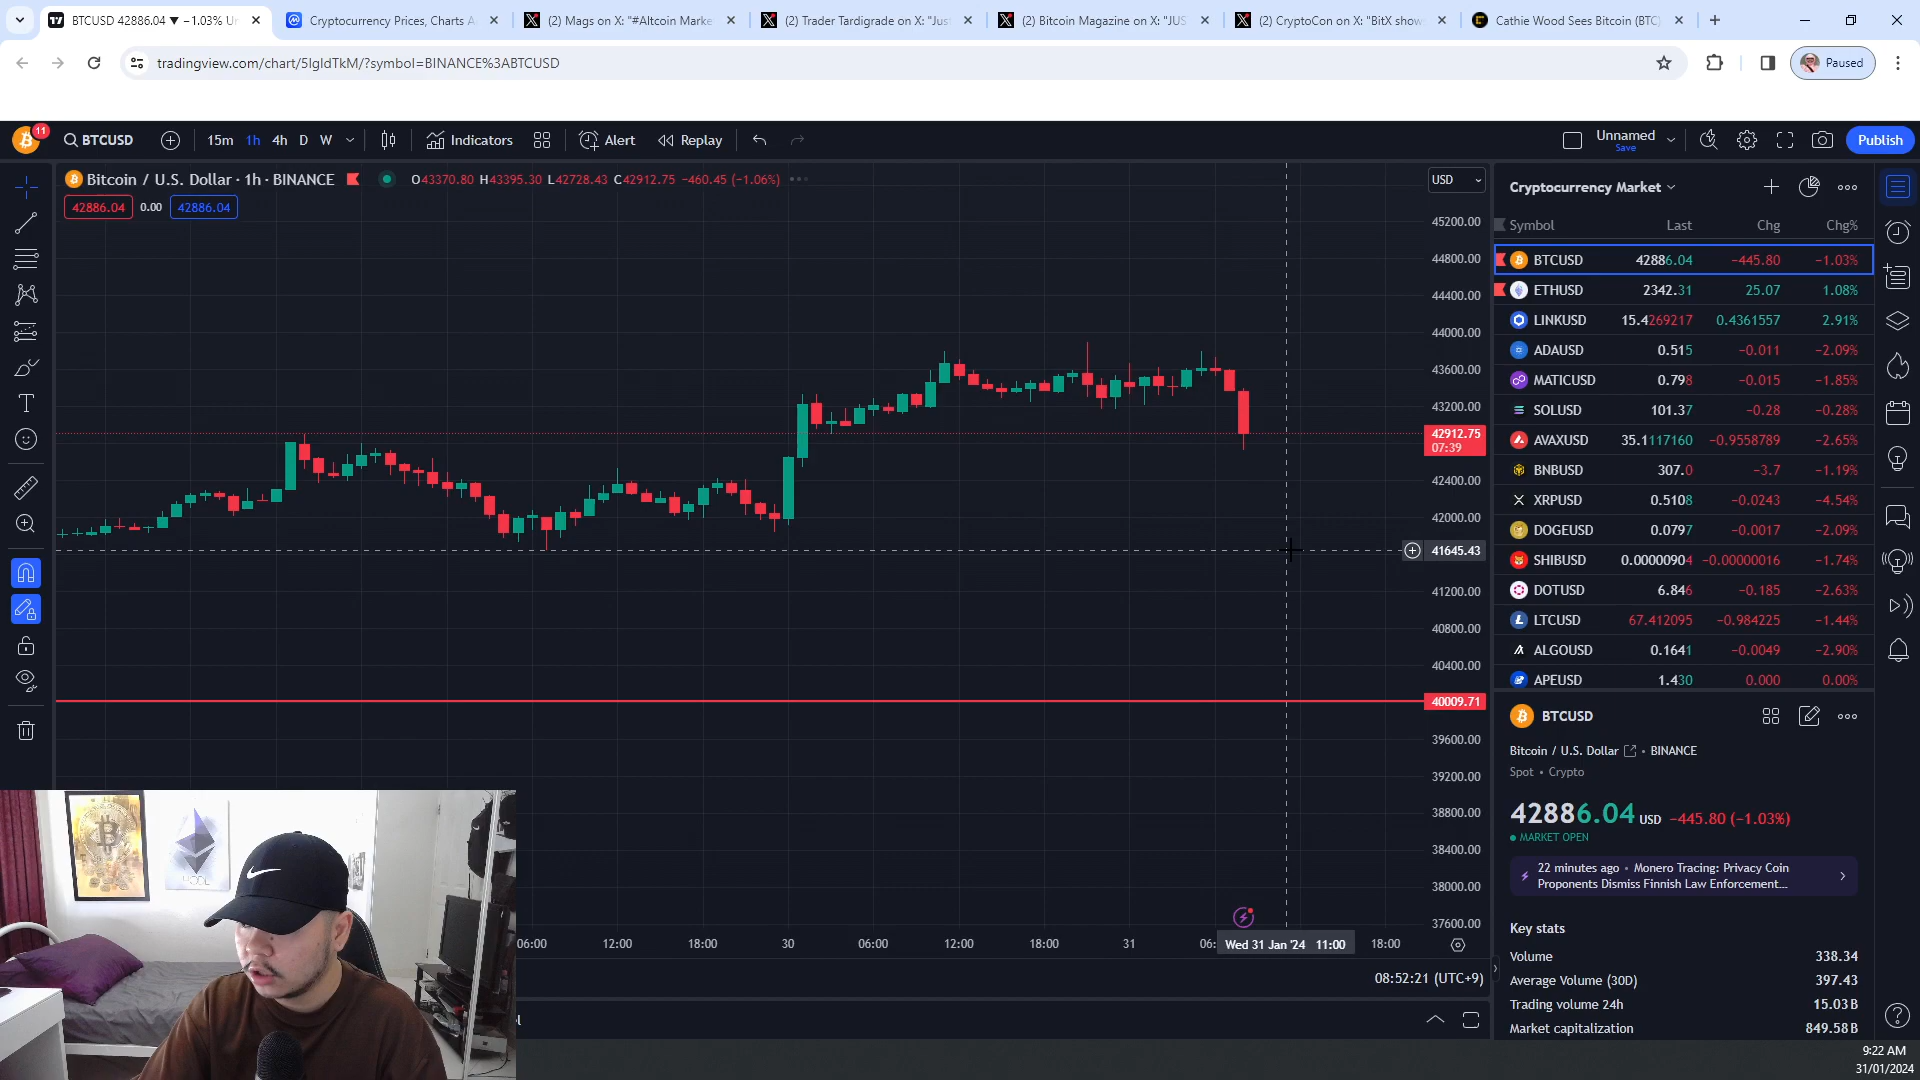 BTCUSD 42886.04 ▼ −1.03% Un
Cryptocurrency Prices, Charts A
(2) Mags on X: "#Altcoin Marke
(2) Trader Tardigrade on X: "Just
(2) Bitcoin Magazine on X: "JUS
(2) CryptoCon on X: "BitX show
Cathie Wood Sees Bitcoin (BTC)
tradingview.com/chart/5IgIdTkM/?symbol=BINANCE%3ABTCUSD
Paused
11
BTCUSD
15m 1h 4h D W
Indicators
Alert
Replay
Unnamed
Save
Publish
Bitcoin / U.S. Dollar · 1h · BINANCE
O43370.80 H43395.30 L42728.43 C42912.75 −460.45 (−1.06%)
42886.04 0.00 42886.04
USD
45200.00
44800.00
44400.00
44000.00
43600.00
43200.00
42912.75
07:39
42400.00
42000.00
41645.43
41200.00
40800.00
40400.00
40009.71
39600.00
39200.00
38800.00
38400.00
38000.00
37600.00
06:00 12:00 18:00 30 06:00 12:00 18:00 31 06: Wed 31 Jan '24 11:00 18:00
08:52:21 (UTC+9)
Cryptocurrency Market
Symbol Last Chg Chg%
BTCUSD 42886.04 −445.80 −1.03%
ETHUSD 2342.31 25.07 1.08%
LINKUSD 15.4269217 0.4361557 2.91%
ADAUSD 0.515 −0.011 −2.09%
MATICUSD 0.798 −0.015 −1.85%
SOLUSD 101.37 −0.28 −0.28%
AVAXUSD 35.1117160 −0.9558789 −2.65%
BNBUSD 307.0 −3.7 −1.19%
XRPUSD 0.5108 −0.0243 −4.54%
DOGEUSD 0.0797 −0.0017 −2.09%
SHIBUSD 0.00000904 −0.00000016 −1.74%
DOTUSD 6.846 −0.185 −2.63%
LTCUSD 67.412095 −0.984225 −1.44%
ALGOUSD 0.1641 −0.0049 −2.90%
APEUSD 1.430 0.000 0.00%
BTCUSD
Bitcoin / U.S. Dollar • BINANCE
Spot • Crypto
42886.04 USD −445.80 (−1.03%)
MARKET OPEN
22 minutes ago • Monero Tracing: Privacy Coin
Proponents Dismiss Finnish Law Enforcement...
Key stats
Volume 338.34
Average Volume (30D) 397.43
Trading volume 24h 15.03B
Market capitalization 849.58B
HODL
9:22 AM
31/01/2024